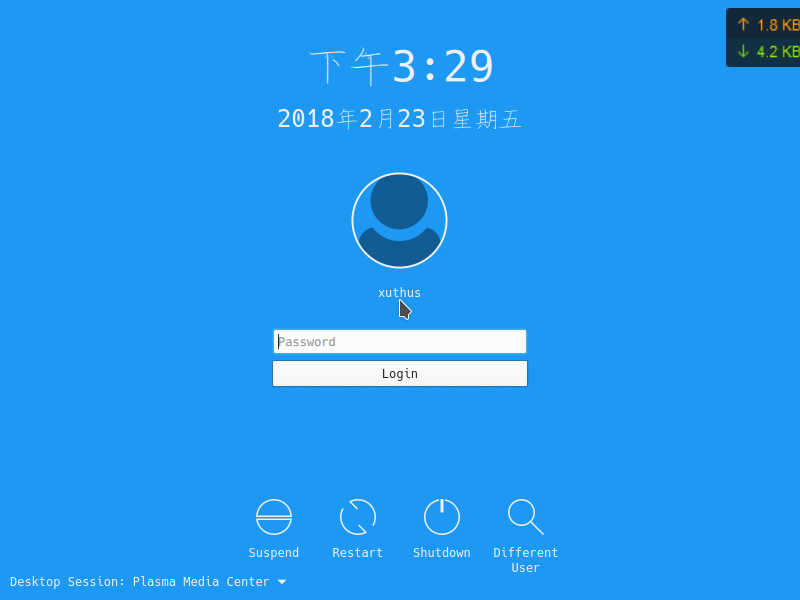 ↑ 1.8 KB
↓ 4.2 KB
下午3:29
2018年2月23日星期五
xuthus
Password
Login
Suspend
Restart
Shutdown
Different
User
Desktop Session: Plasma Media Center